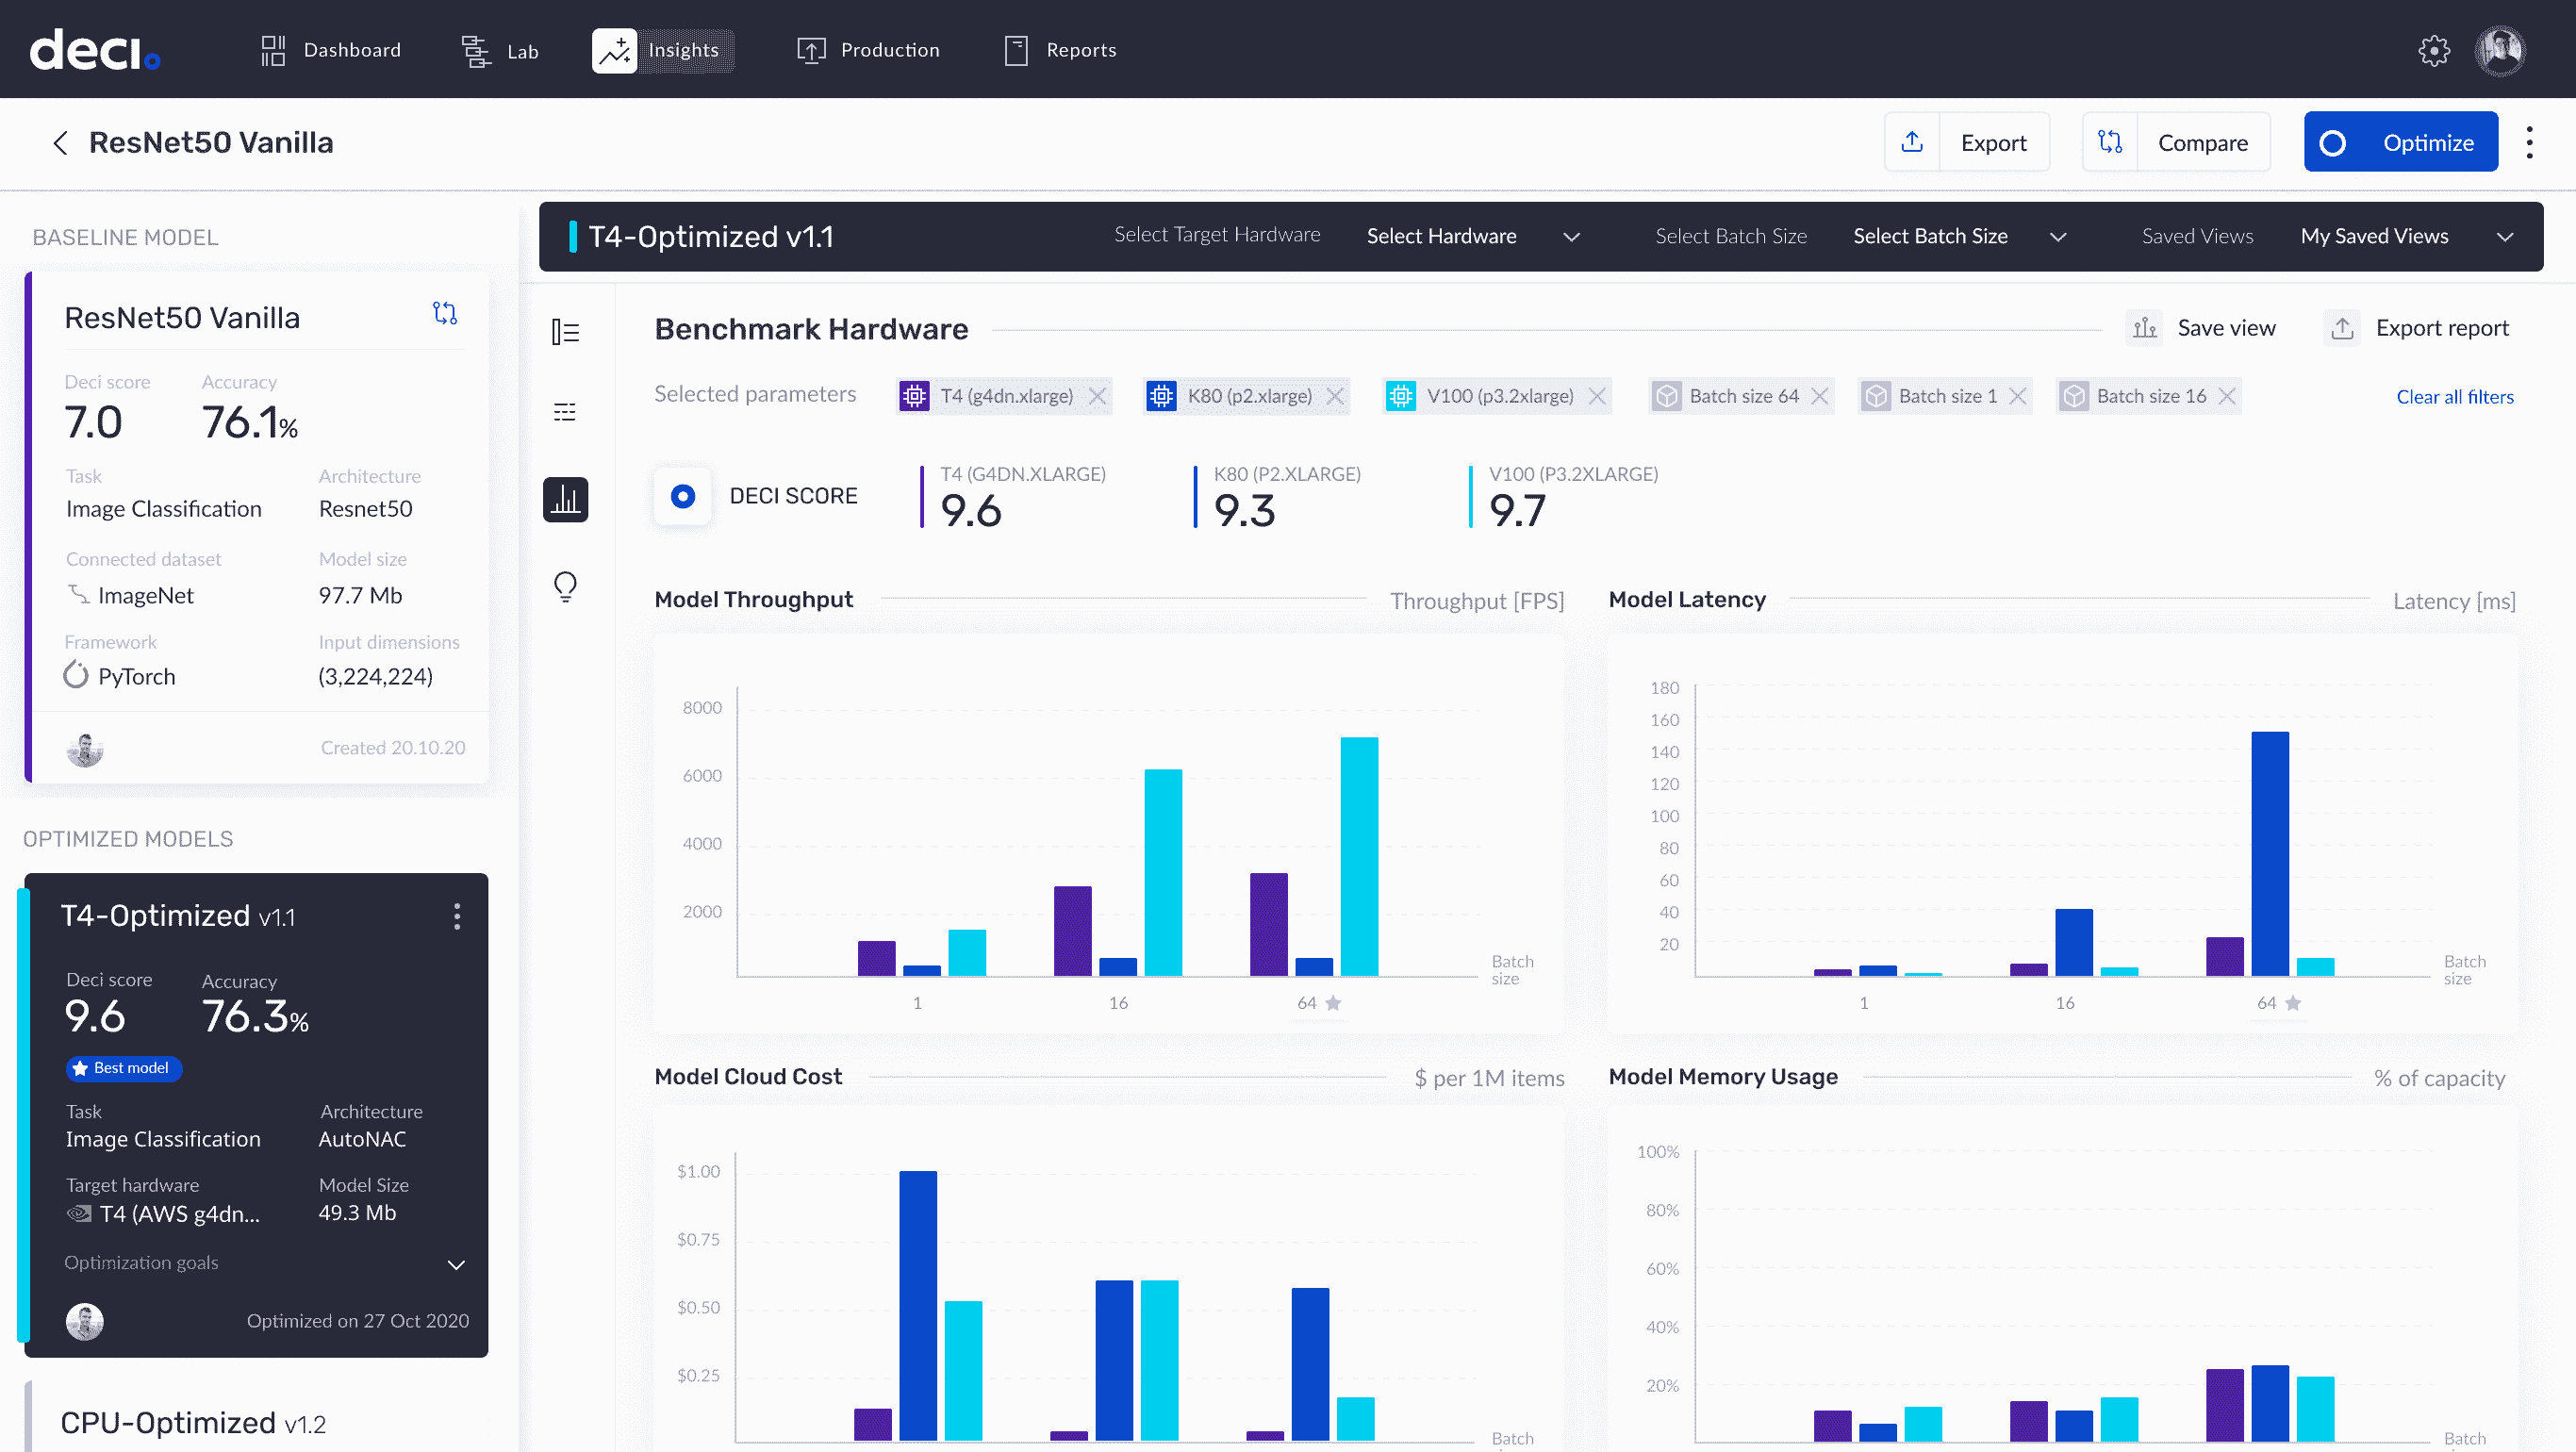 deci.
Dashboard
Lab
Insights
Production
Reports
ResNet50 Vanilla
Export
Compare
Optimize
BASELINE MODEL
ResNet50 Vanilla
Deci score Accuracy
7.0 76.1%
Task Architecture
Image Classification Resnet50
Connected dataset Model size
ImageNet 97.7 Mb
Framework Input dimensions
PyTorch (3,224,224)
Created 20.10.20
OPTIMIZED MODELS
T4-Optimized v1.1
Deci score Accuracy
9.6 76.3%
Best model
Task Architecture
Image Classification AutoNAC
Target hardware Model Size
T4 (AWS g4dn... 49.3 Mb
Optimization goals
Optimized on 27 Oct 2020
CPU-Optimized v1.2
T4-Optimized v1.1
Select Target Hardware Select Hardware
Select Batch Size Select Batch Size
Saved Views My Saved Views
Benchmark Hardware
Save view
Export report
Selected parameters
T4 (g4dn.xlarge)
K80 (p2.xlarge)
V100 (p3.2xlarge)
Batch size 64
Batch size 1
Batch size 16
Clear all filters
DECI SCORE
T4 (G4DN.XLARGE)
9.6
K80 (P2.XLARGE)
9.3
V100 (P3.2XLARGE)
9.7
Model Throughput Throughput [FPS]
8000
6000
4000
2000
1 16 64
Batch
size
Model Latency Latency [ms]
180
160
140
120
100
80
60
40
20
1 16 64
Batch
size
Model Cloud Cost $ per 1M items
$1.00
$0.75
$0.50
$0.25
Batch
Model Memory Usage % of capacity
100%
80%
60%
40%
20%
Batch